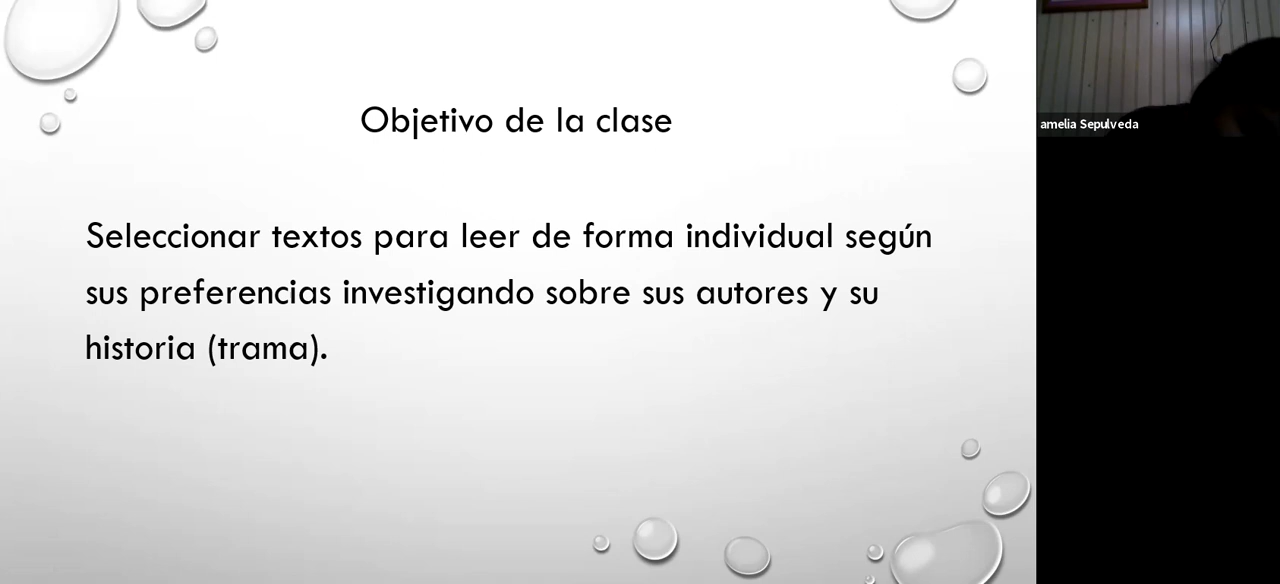 Objetivo de la clase
Seleccionar textos para leer de forma individual según
sus preferencias investigando sobre sus autores y su
historia (trama).
amelia Sepulveda